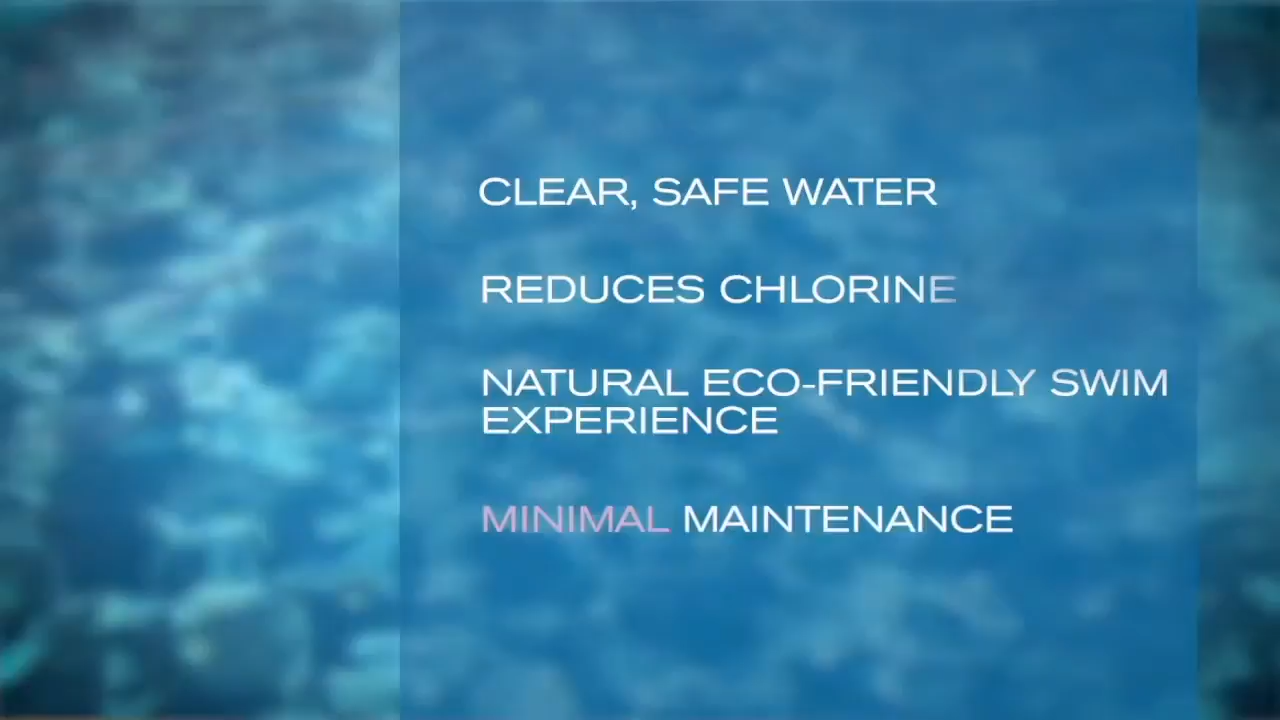 CLEAR, SAFE WATER
REDUCES CHLORINE
NATURAL ECO-FRIENDLY SWIM
EXPERIENCE
MINIMAL MAINTENANCE